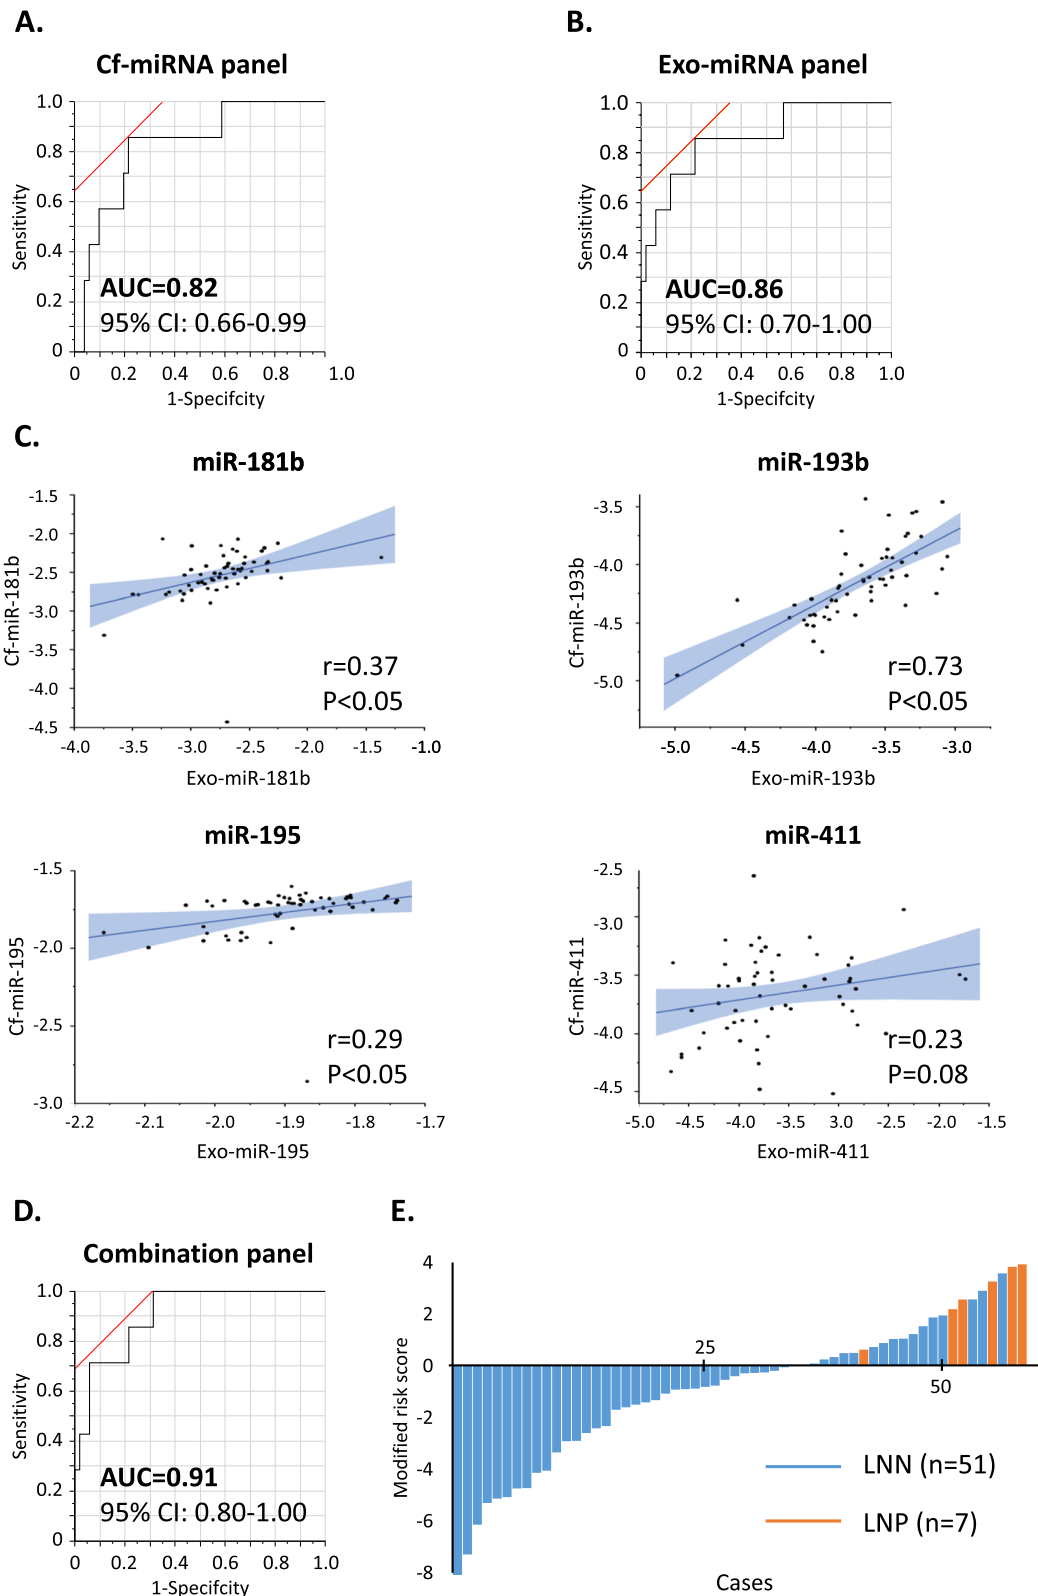 A.
Cf-miRNA panel
1.0
0.8
0.6
0.4
0.2
0
Sensitivity
AUC=0.82
95% CI: 0.66-0.99
0 0.2 0.4 0.6 0.8 1.0
1-Specifcity
B.
Exo-miRNA panel
1.0
0.8
0.6
0.4
0.2
0
Sensitivity
AUC=0.86
95% CI: 0.70-1.00
0 0.2 0.4 0.6 0.8 1.0
1-Specifcity
C.
miR-181b
-1.5
-2.0
-2.5
-3.0
-3.5
-4.0
-4.5
Cf-miR-181b
r=0.37
P<0.05
-4.0 -3.5 -3.0 -2.5 -2.0 -1.5 -1.0
Exo-miR-181b
miR-193b
-3.5
-4.0
-4.5
-5.0
Cf-miR-193b
r=0.73
P<0.05
-5.0 -4.5 -4.0 -3.5 -3.0
Exo-miR-193b
miR-195
-1.5
-2.0
-2.5
-3.0
Cf-miR-195
r=0.29
P<0.05
-2.2 -2.1 -2.0 -1.9 -1.8 -1.7
Exo-miR-195
miR-411
-2.5
-3.0
-3.5
-4.0
-4.5
Cf-miR-411
r=0.23
P=0.08
-5.0 -4.5 -4.0 -3.5 3.0 -2.5 -2.0 -1.5
Exo-miR-411
D.
Combination panel
1.0
0.8
0.6
0.4
0.2
0
Sensitivity
AUC=0.91
95% CI: 0.80-1.00
0 0.2 0.4 0.6 0.8 1.0
1-Specifcity
E.
4
2
0
-2
-4
-6
-8
Modified risk score
25
50
LNN (n=51)
LNP (n=7)
Cases